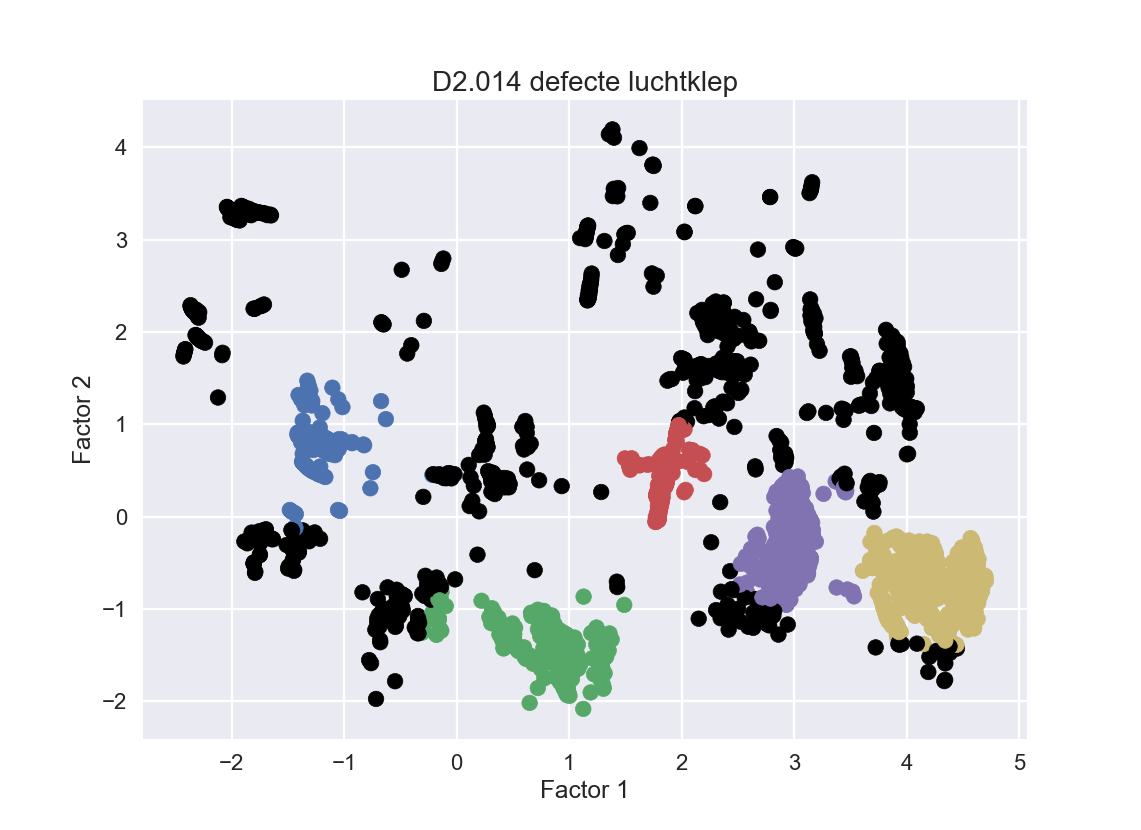 D2.014 defecte luchtklep
4
3
2
1
0
−1
−2
Factor 2
−2 −1 0 1 2 3 4 5
Factor 1